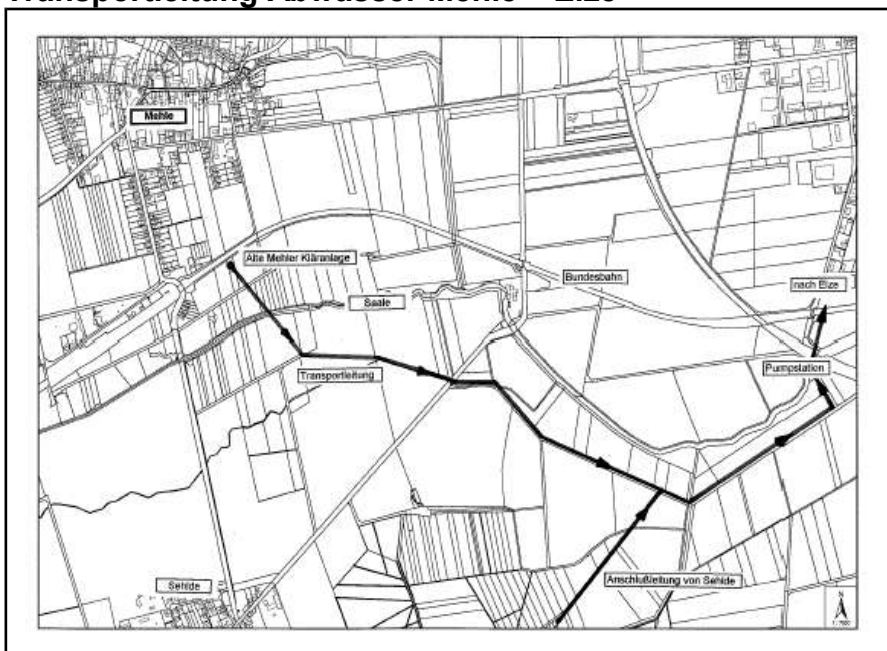 Transportleitung Abwasser Mehle – Elze
Mehle
Alte Mehler Kläranlage
Bundesbahn
nach Elze
Saale
Transportleitung
Pumpstation
Anschlußleitung von Sehlde
Sehlde
N